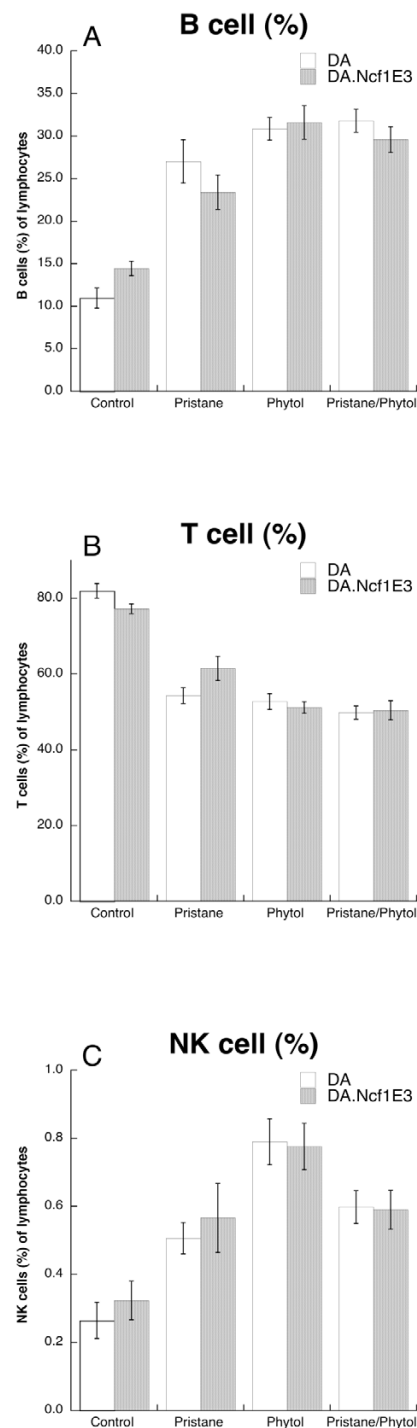 A
B cell (%)
DA
DA.Ncf1E3
B cells (%) of lymphocytes
40.0
35.0
30.0
25.0
20.0
15.0
10.0
5.0
0.0
Control Pristane Phytol Pristane/Phytol
B
T cell (%)
DA
DA.Ncf1E3
T cells (%) of lymphocytes
80.0
60.0
40.0
20.0
0.0
Control Pristane Phytol Pristane/Phytol
C
NK cell (%)
DA
DA.Ncf1E3
NK cells (%) of lymphocytes
1.0
0.8
0.6
0.4
0.2
0.0
Control Pristane Phytol Pristane/Phytol